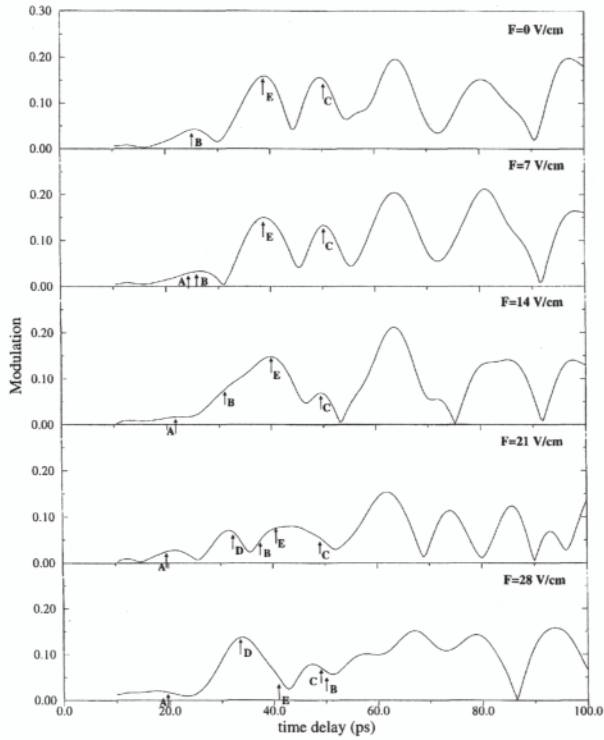 0.30
F=0 V/cm
0.20
0.10
E
C
B
0.00
F=7 V/cm
0.20
0.10
E
C
A B
0.00
F=14 V/cm
0.20
Modulation
0.10
E
B
C
A
0.00
F=21 V/cm
0.20
0.10
D
B
E
C
A
0.00
F=28 V/cm
0.20
0.10
D
C
B
A
E
0.00
0.0 20.0 40.0 60.0 80.0 100.0
time delay (ps)